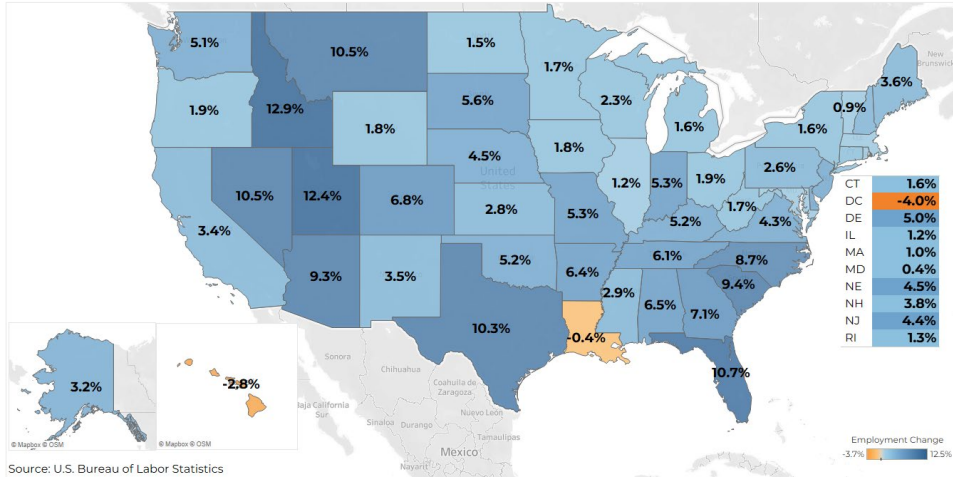 New
Brunswick
5.1%
10.5%
1.5%
1.7%
3.6%
1.9%
12.9%
5.6%
2.3%
0.9%
1.8%
1.6%
1.6%
4.5%
1.8%
2.6%
United
States
10.5%
12.4%
6.8%
1.2%
5.3%
1.9%
2.8%
5.3%
1.7%
3.4%
5.2%
4.3%
CT 1.6%
DC -4.0%
DE 5.0%
IL 1.2%
MA 1.0%
MD 0.4%
NE 4.5%
NH 3.8%
NJ 4.4%
RI 1.3%
9.3%
3.5%
5.2%
6.1%
8.7%
6.4%
9.4%
2.9%
6.5%
7.1%
10.3%
-0.4%
10.7%
Sonora
Chihuahua
Coahuila de
Zaragoza
Baja California
Sur
Nuevo León
Sinaloa
Durango
Tamaulipas
Mexico
Nayarit
3.2%
-2.8%
© Mapbox © OSM
© Mapbox © OSM
Employment Change
-3.7% 12.5%
Source: U.S. Bureau of Labor Statistics